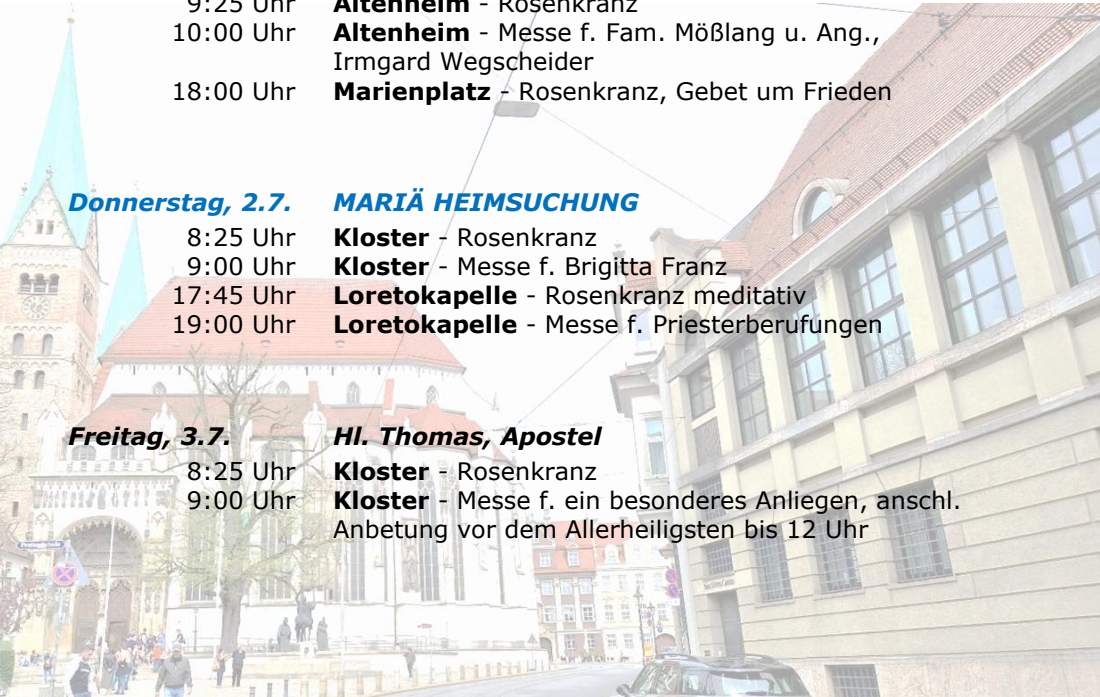 9:25 Uhr Altenheim - Rosenkranz
10:00 Uhr Altenheim - Messe f. Fam. Mößlang u. Ang.,
Irmgard Wegscheider
18:00 Uhr Marienplatz - Rosenkranz, Gebet um Frieden
Donnerstag, 2.7. MARIÄ HEIMSUCHUNG
8:25 Uhr Kloster - Rosenkranz
9:00 Uhr Kloster - Messe f. Brigitta Franz
17:45 Uhr Loretokapelle - Rosenkranz meditativ
19:00 Uhr Loretokapelle - Messe f. Priesterberufungen
Freitag, 3.7. Hl. Thomas, Apostel
8:25 Uhr Kloster - Rosenkranz
9:00 Uhr Kloster - Messe f. ein besonderes Anliegen, anschl.
Anbetung vor dem Allerheiligsten bis 12 Uhr